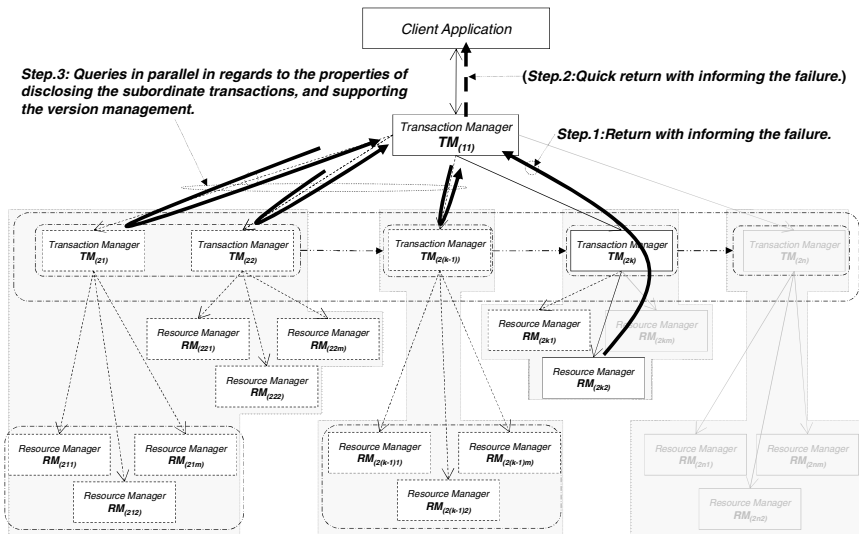 Client Application
Step.3: Queries in parallel in regards to the properties of
disclosing the subordinate transactions, and supporting
the version management.
(Step.2:Quick return with informing the failure.)
Transaction Manager
TM(11)
Step.1:Return with informing the failure.
Transaction Manager
TM(21)
Transaction Manager
TM(22)
Transaction Manager
TM(2(k-1))
Transaction Manager
TM(2k)
Transaction Manager
TM(2n)
Resource Manager
RM(221)
Resource Manager
RM(22m)
Resource Manager
RM(2k1)
Resource Manager
RM(2km)
Resource Manager
RM(222)
Resource Manager
RM(2k2)
Resource Manager
RM(211)
Resource Manager
RM(21m)
Resource Manager
RM(2(k-1)1)
Resource Manager
RM(2(k-1)m)
Resource Manager
RM(2n1)
Resource Manager
RM(2nm)
Resource Manager
RM(212)
Resource Manager
RM(2(k-1)2)
Resource Manager
RM(2n2)